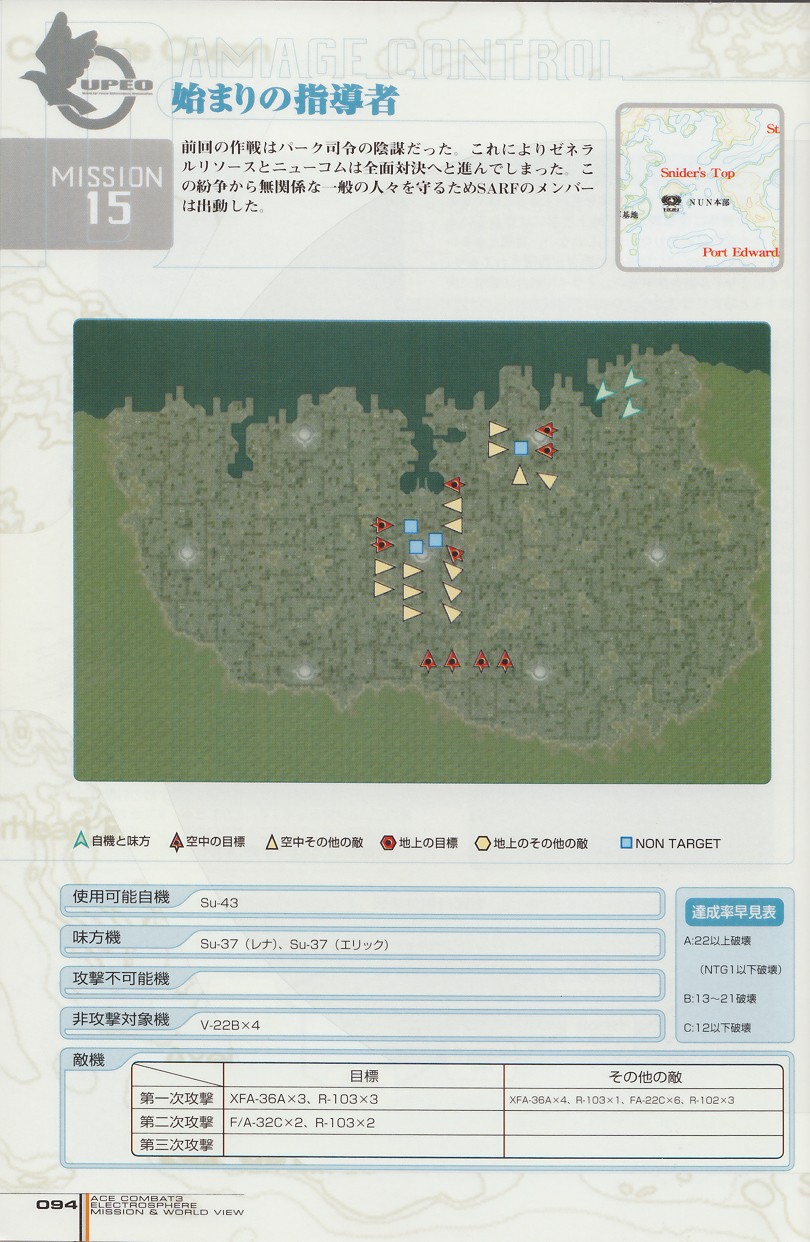 DAMAGE CONTROL
UPEO
始まりの指導者
MISSION
15
前回の作戦はパーク司令の陰謀だった。これによりゼネラ
ルリソースとニューコムは全面対決へと進んでしまった。こ
の紛争から無関係な一般の人々を守るためSARFのメンバー
は出動した。
St.
Snider's Top
NUN本部
基地
Port Edward
自機と味方
空中の目標
空中その他の敵
地上の目標
地上のその他の敵
NON TARGET
使用可能自機
Su-43
味方機
Su-37（レナ）、Su-37（エリック）
攻撃不可能機
非攻撃対象機
V-22B×4
達成率早見表
A:22以上破壊
（NTG1以下破壊）
B:13〜21破壊
C:12以下破壊
敵機
目標 その他の敵
第一次攻撃 XFA-36A×3、R-103×3 XFA-36A×4、R-103×1、FA-22C×6、R-102×3
第二次攻撃 F/A-32C×2、R-103×2
第三次攻撃
094
ACE COMBAT3
ELECTROSPHERE
MISSION & WORLD VIEW